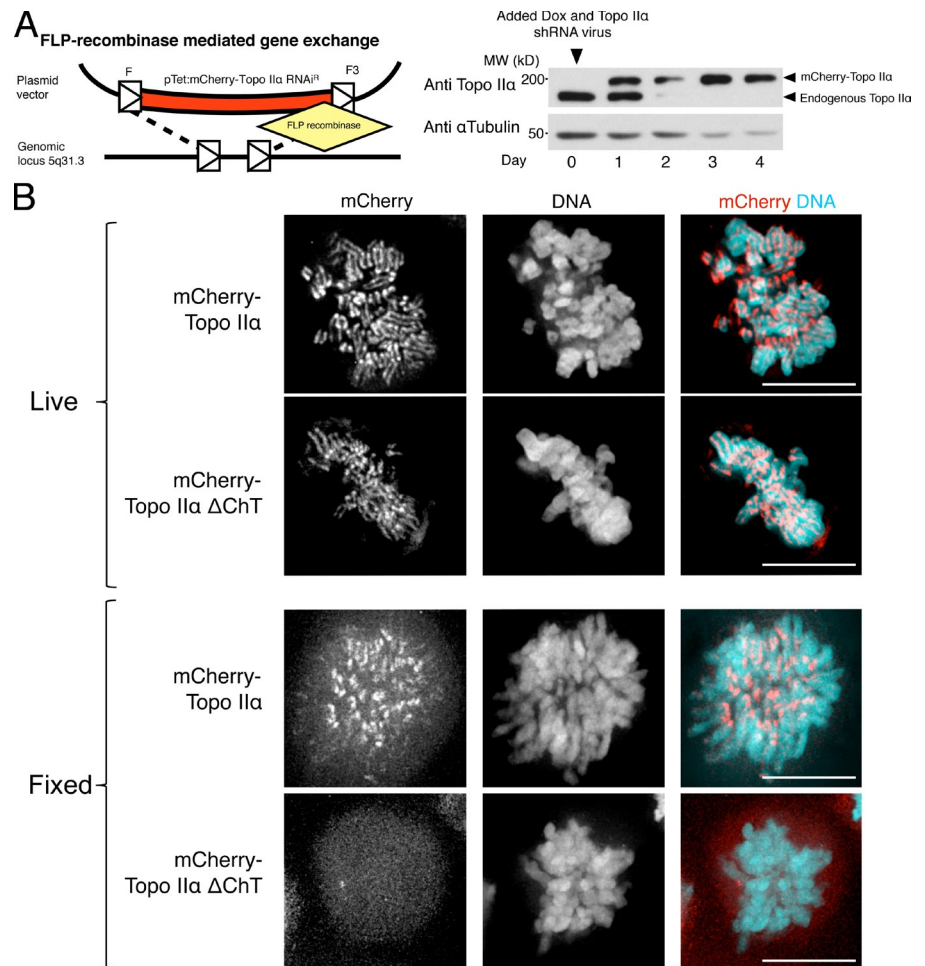 A
FLP-recombinase mediated gene exchange
F
pTet:mCherry-Topo IIα RNAiR
F3
Plasmid
vector
FLP recombinase
Genomic
locus 5q31.3
Added Dox and Topo IIα
shRNA virus
MW (kD)
Anti Topo IIα
200-
mCherry-Topo IIα
Endogenous Topo IIα
Anti αTubulin
50-
Day
0 1 2 3 4
B
mCherry
DNA
mCherry DNA
Live
mCherry-
Topo IIα
mCherry-
Topo IIα ΔChT
Fixed
mCherry-
Topo IIα
mCherry-
Topo IIα ΔChT